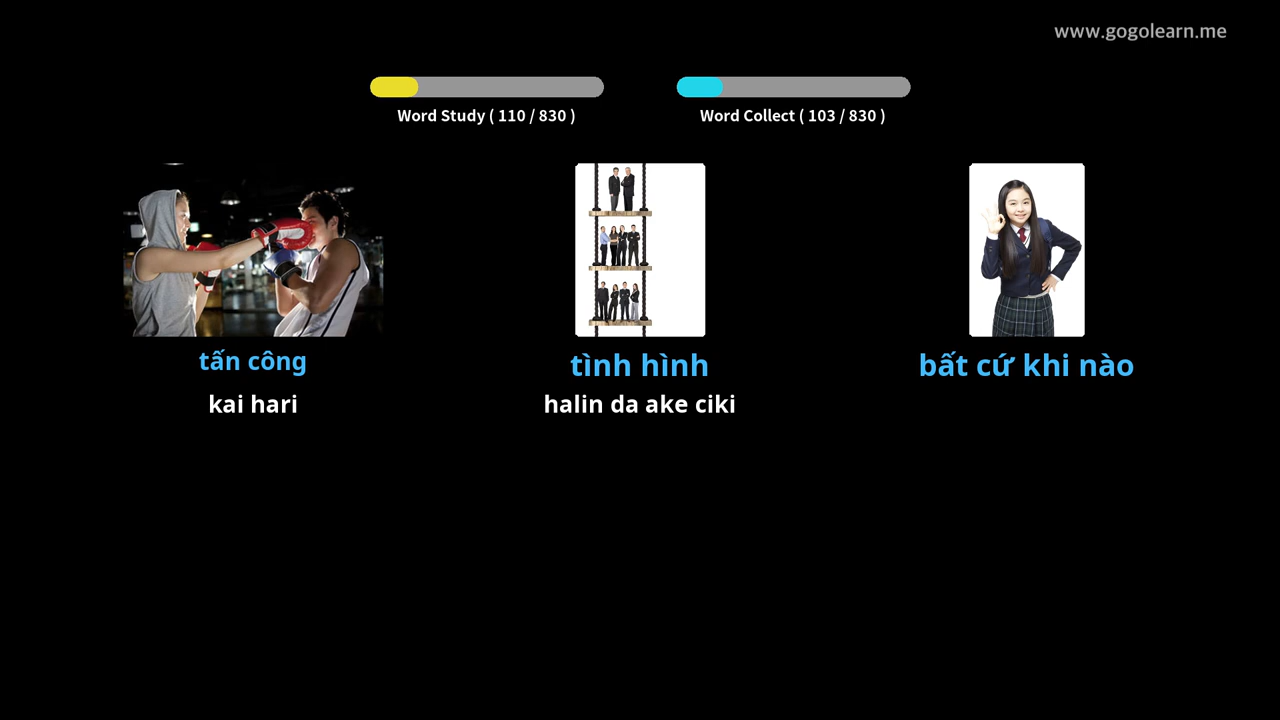 www.gogolearn.me
Word Study ( 110 / 830 )
Word Collect ( 103 / 830 )
tấn công
tình hình
bất cứ khi nào
kai hari
halin da ake ciki